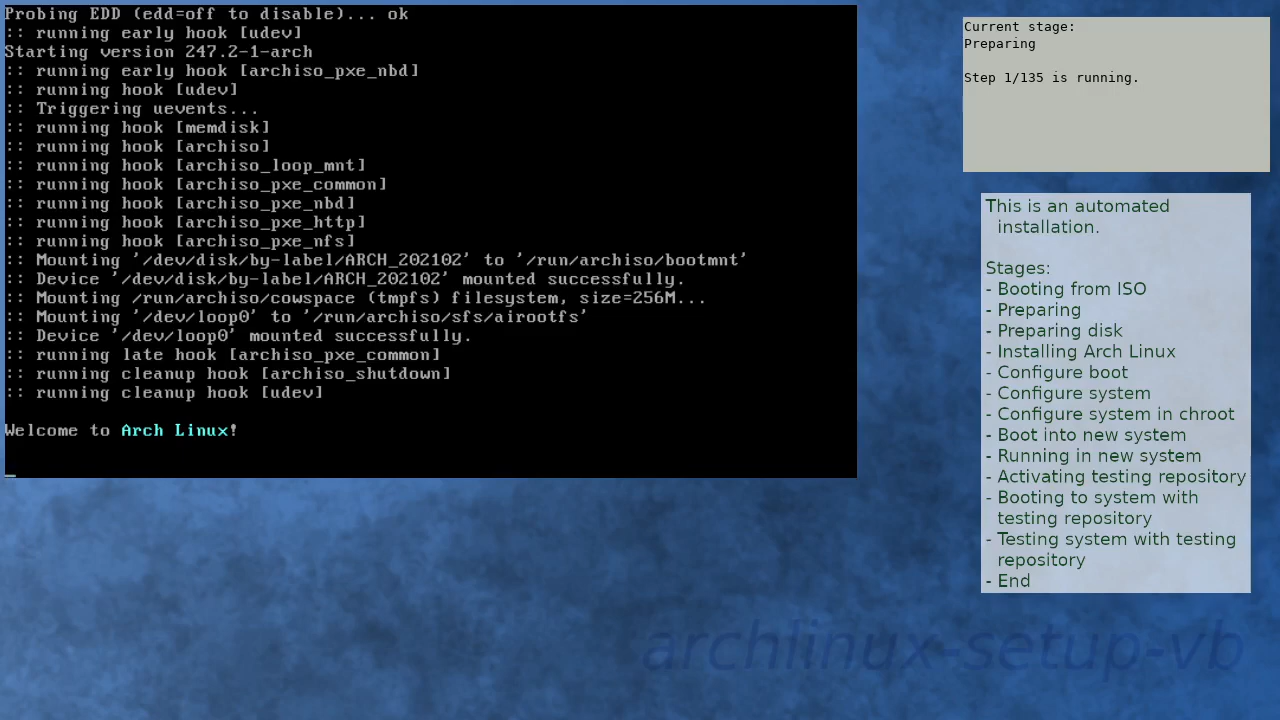 Probing EDD (edd=off to disable)... ok
:: running early hook [udev]
Starting version 247.2-1-arch
:: running early hook [archiso_pxe_nbd]
:: running hook [udev]
:: Triggering uevents...
:: running hook [memdisk]
:: running hook [archiso]
:: running hook [archiso_loop_mnt]
:: running hook [archiso_pxe_common]
:: running hook [archiso_pxe_nbd]
:: running hook [archiso_pxe_http]
:: running hook [archiso_pxe_nfs]
:: Mounting '/dev/disk/by-label/ARCH_202102' to '/run/archiso/bootmnt'
:: Device '/dev/disk/by-label/ARCH_202102' mounted successfully.
:: Mounting /run/archiso/cowspace (tmpfs) filesystem, size=256M...
:: Mounting '/dev/loop0' to '/run/archiso/sfs/airootfs'
:: Device '/dev/loop0' mounted successfully.
:: running late hook [archiso_pxe_common]
:: running cleanup hook [archiso_shutdown]
:: running cleanup hook [udev]
Welcome to Arch Linux!
Current stage:
Preparing
Step 1/135 is running.
This is an automated
installation.
Stages:
- Booting from ISO
- Preparing
- Preparing disk
- Installing Arch Linux
- Configure boot
- Configure system
- Configure system in chroot
- Boot into new system
- Running in new system
- Activating testing repository
- Booting to system with
testing repository
- Testing system with testing
repository
- End
archlinux-setup-vb